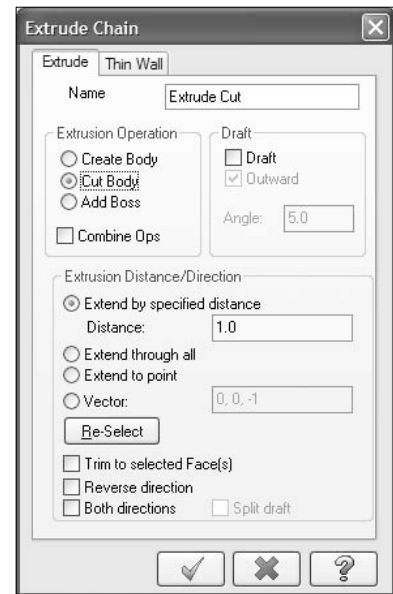 Extrude Chain
Extrude Thin Wall
Name Extrude Cut
Extrusion Operation
Create Body
Cut Body
Add Boss
Combine Ops
Draft
Draft
Outward
Angle: 5.0
Extrusion Distance/Direction
Extend by specified distance
Distance: 1.0
Extend through all
Extend to point
Vector: 0, 0, -1
Re-Select
Trim to selected Face(s)
Reverse direction
Both directions Split draft
?